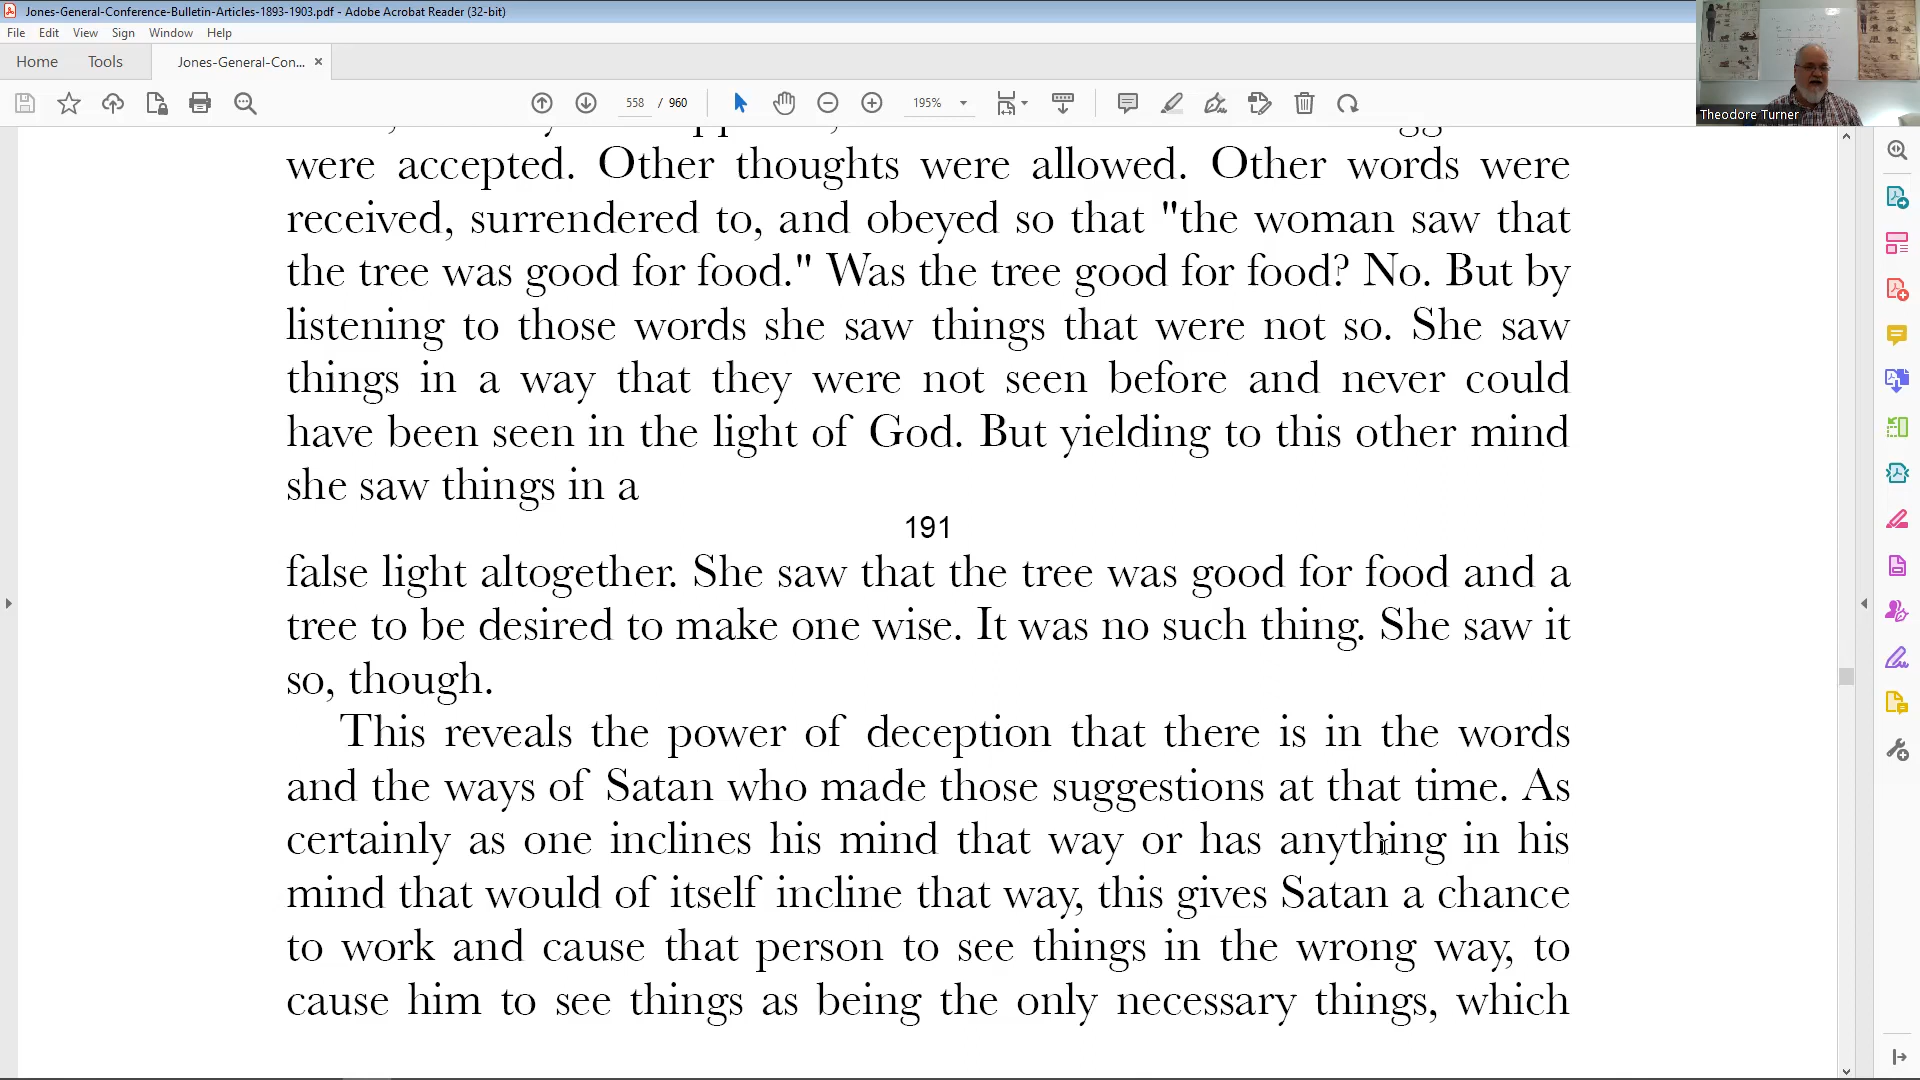 Jones-General-Conference-Bulletin-Articles-1893-1903.pdf - Adobe Acrobat Reader (32-bit)
File Edit View Sign Window Help
Home Tools Jones-General-Con... ×
558 / 960 195%
Theodore Turner
were accepted. Other thoughts were allowed. Other words were
received, surrendered to, and obeyed so that "the woman saw that
the tree was good for food." Was the tree good for food? No. But by
listening to those words she saw things that were not so. She saw
things in a way that they were not seen before and never could
have been seen in the light of God. But yielding to this other mind
she saw things in a
191
false light altogether. She saw that the tree was good for food and a
tree to be desired to make one wise. It was no such thing. She saw it
so, though.
This reveals the power of deception that there is in the words
and the ways of Satan who made those suggestions at that time. As
certainly as one inclines his mind that way or has anything in his
mind that would of itself incline that way, this gives Satan a chance
to work and cause that person to see things in the wrong way, to
cause him to see things as being the only necessary things, which